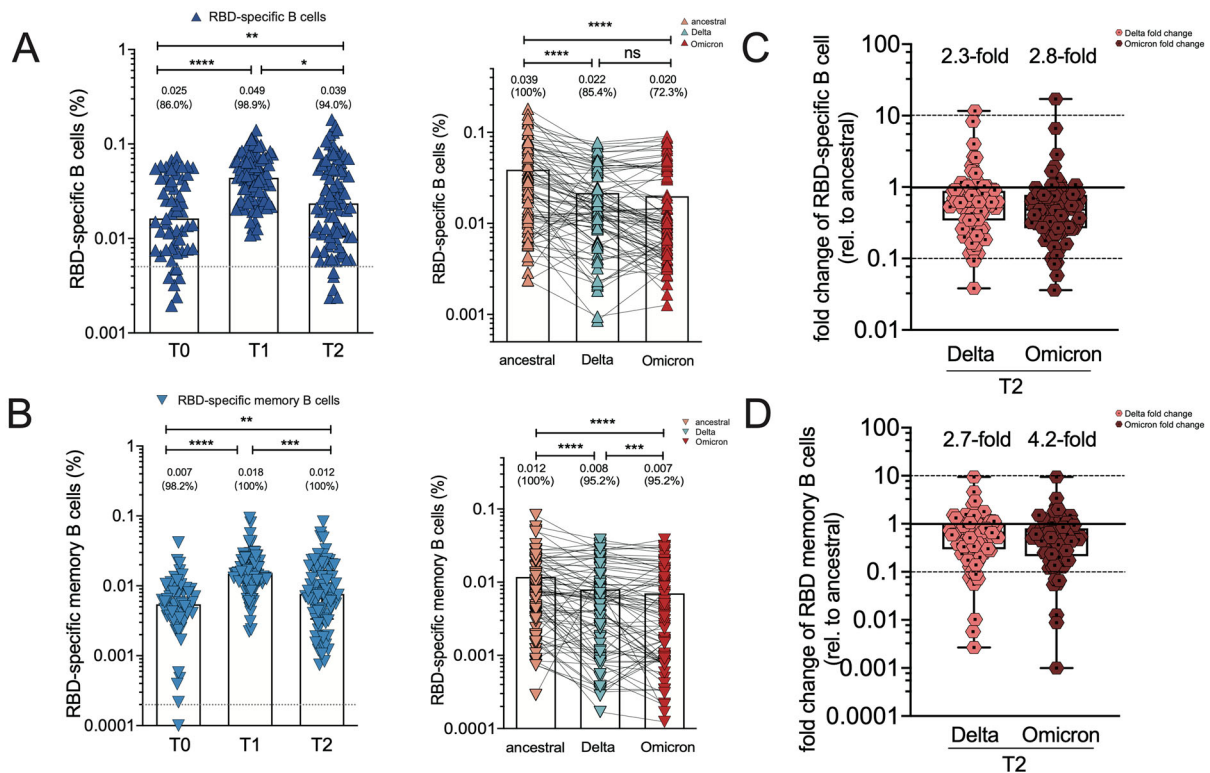 A
RBD-specific B cells
**
****
*
0.025
(86.0%)
0.049
(98.9%)
0.039
(94.0%)
RBD-specific B cells (%)
1
0.1
0.01
0.001
T0
T1
T2
ancestral
Delta
Omicron
****
****
ns
0.039
(100%)
0.022
(85.4%)
0.020
(72.3%)
RBD-specific B cells (%)
1
0.1
0.01
0.001
ancestral
Delta
Omicron
C
Delta fold change
Omicron fold change
2.3-fold
2.8-fold
fold change of RBD-specific B cell
(rel. to ancestral)
100
10
1
0.1
0.01
Delta
Omicron
T2
B
RBD-specific memory B cells
**
****
***
0.007
(98.2%)
0.018
(100%)
0.012
(100%)
RBD-specific memory B cells (%)
1
0.1
0.01
0.001
0.0001
T0
T1
T2
ancestral
Delta
Omicron
****
****
***
0.012
(100%)
0.008
(95.2%)
0.007
(95.2%)
RBD-specific memory B cells (%)
1
0.1
0.01
0.001
0.0001
ancestral
Delta
Omicron
D
Delta fold change
Omicron fold change
2.7-fold
4.2-fold
fold change of RBD memory B cells
(rel. to ancestral)
100
10
1
0.1
0.01
0.001
0.0001
Delta
Omicron
T2